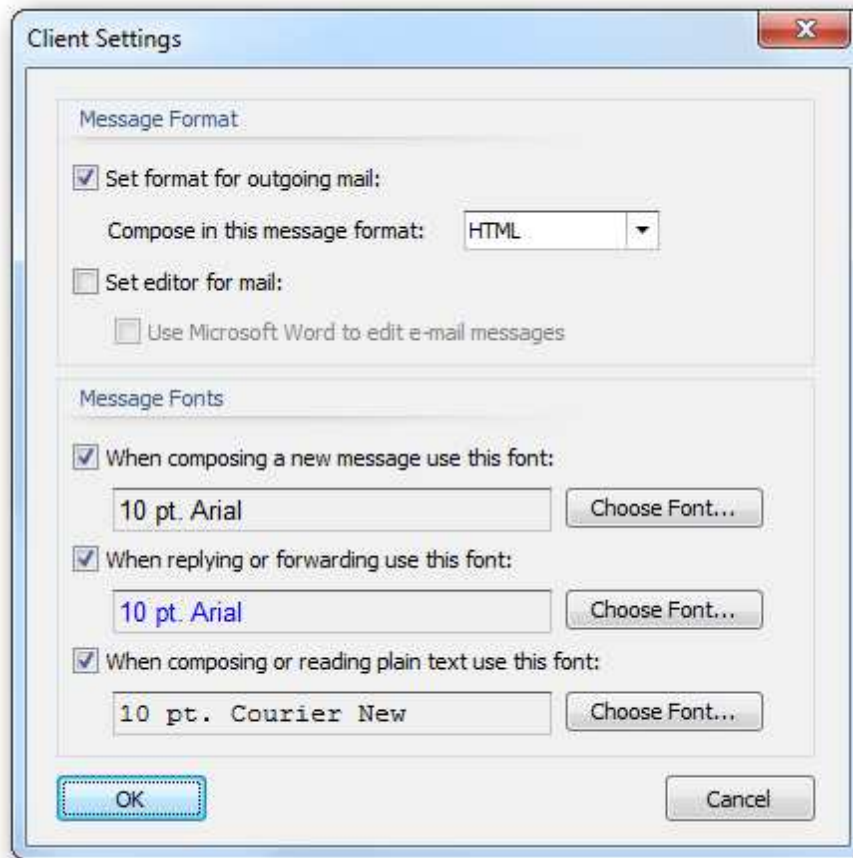 Client Settings
Message Format
Set format for outgoing mail:
Compose in this message format: HTML
Set editor for mail:
Use Microsoft Word to edit e-mail messages
Message Fonts
When composing a new message use this font:
10 pt. Arial Choose Font...
When replying or forwarding use this font:
10 pt. Arial Choose Font...
When composing or reading plain text use this font:
10 pt. Courier New Choose Font...
OK Cancel